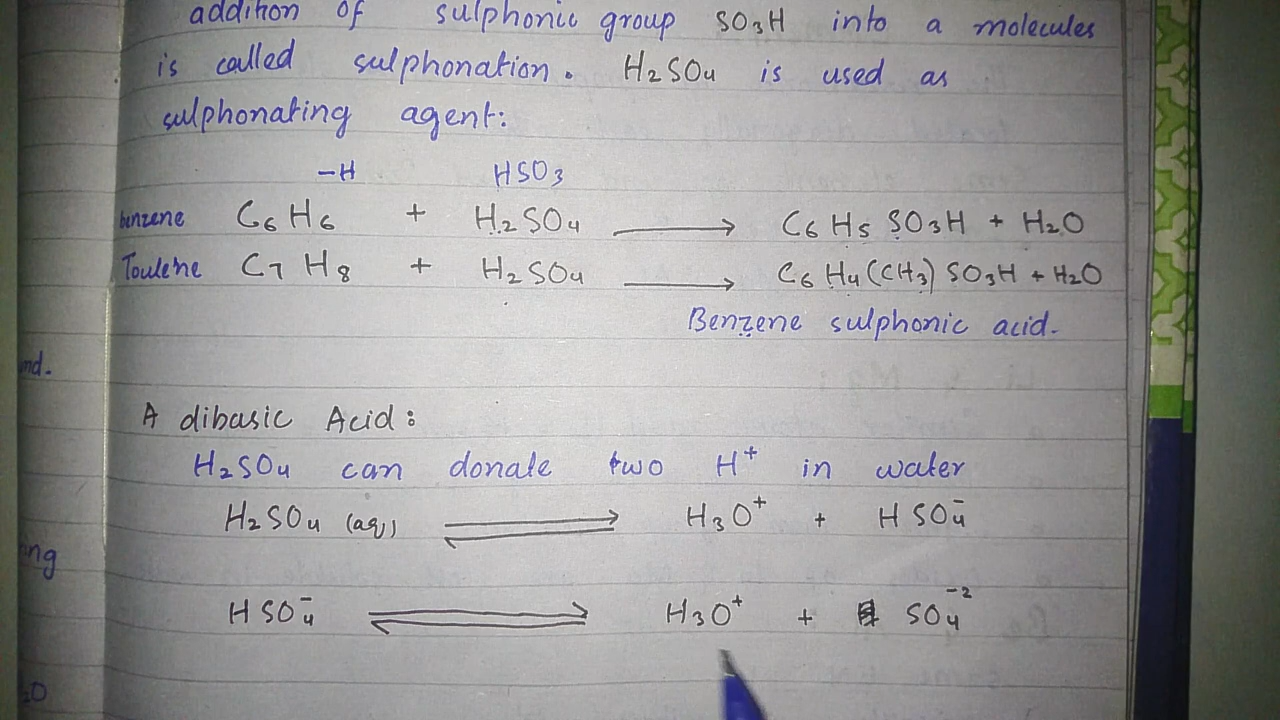 addition of sulphonic group SO₃H into a molecules
is called sulphonation. H₂SO₄ is used as
sulphonating agent:
-H HSO₃
benzene C₆H₆ + H₂SO₄ → C₆H₅SO₃H + H₂O
Toulene C₇H₈ + H₂SO₄ → C₆H₄(CH₃)SO₃H + H₂O
Benzene sulphonic acid.
nd.
A dibasic Acid:
H₂SO₄ can donate two H⁺ in water
H₂SO₄ (aq) ⇌ H₃O⁺ + HSO₄⁻
ng
HSO₄⁻ ⇌ H₃O⁺ + SO₄⁻²